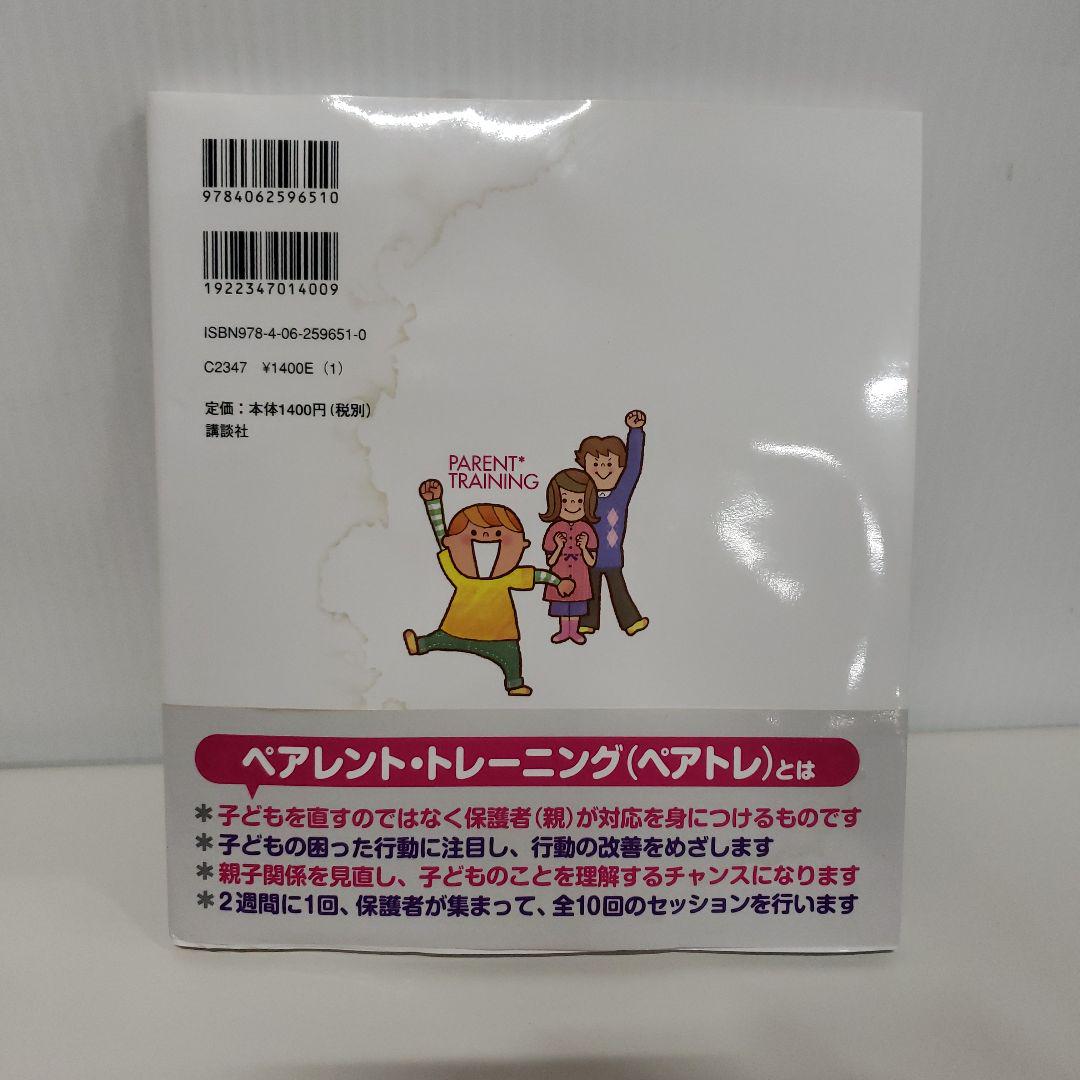 9784062596510
1922347014009
ISBN978-4-06-259651-0
C2347 ¥1400E (1)
定価：本体1400円（税別）
講談社
PARENT*
TRAINING
ペアレント・トレーニング（ペアトレ）とは
＊子どもを直すのではなく保護者（親）が対応を身につけるものです
＊子どもの困った行動に注目し、行動の改善をめざします
＊親子関係を見直し、子どものことを理解するチャンスになります
＊2週間に1回、保護者が集まって、全10回のセッションを行います